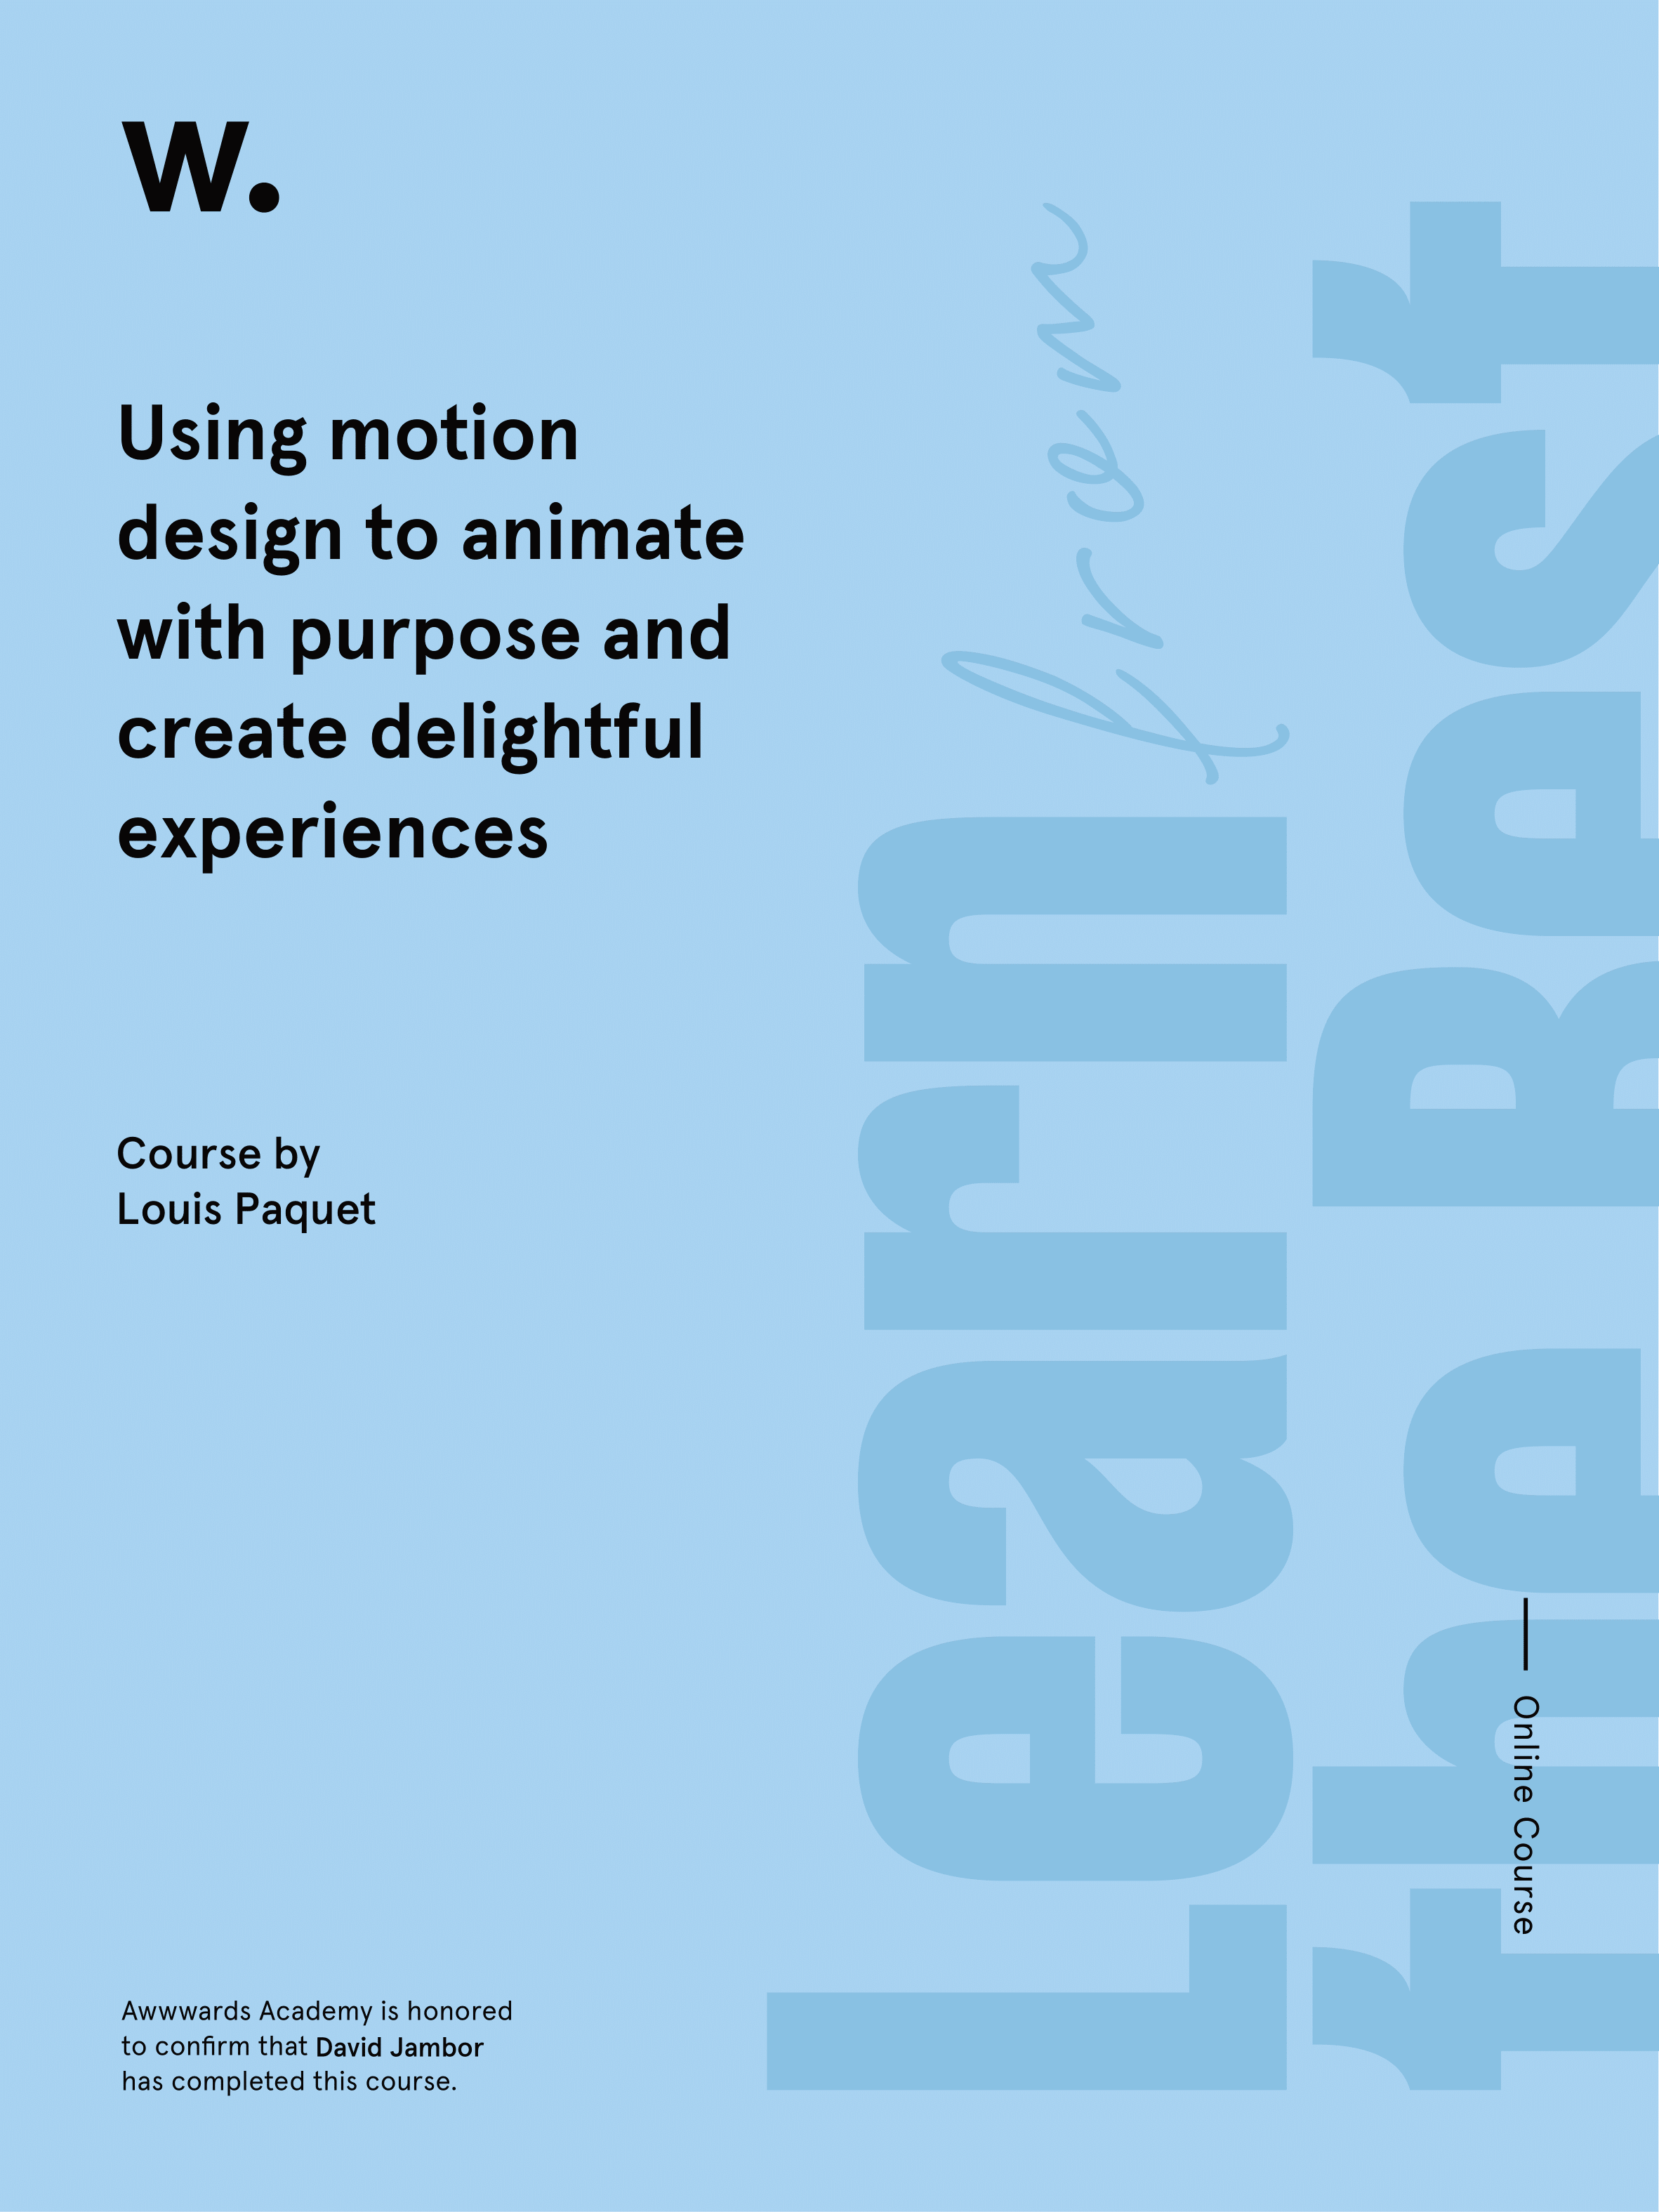 W.
Using motion
design to animate
with purpose and
create delightful
experiences
Course by
Louis Paquet
Learn from
the Best
Online Course
Awwwards Academy is honored
to confirm that David Jambor
has completed this course.